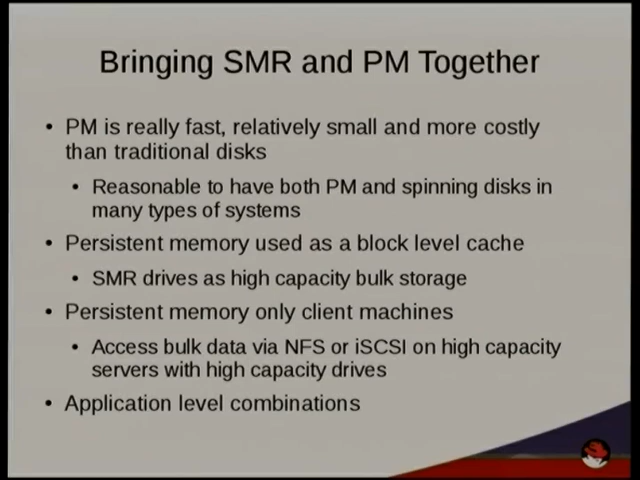 Bringing SMR and PM Together
• PM is really fast, relatively small and more costly
than traditional disks
• Reasonable to have both PM and spinning disks in
many types of systems
• Persistent memory used as a block level cache
• SMR drives as high capacity bulk storage
• Persistent memory only client machines
• Access bulk data via NFS or iSCSI on high capacity
servers with high capacity drives
• Application level combinations